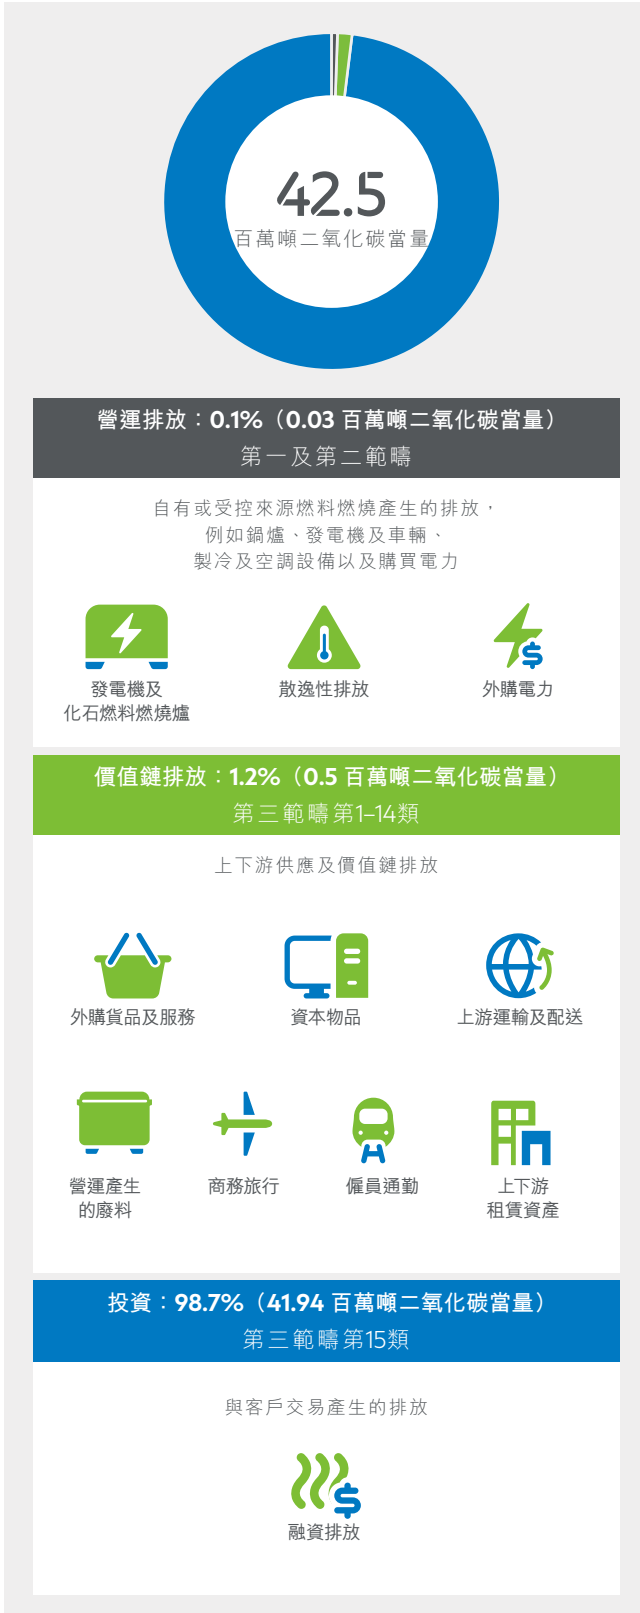 42.5
百萬噸二氧化碳當量
營運排放：0.1%（0.03 百萬噸二氧化碳當量）
第一及第二範疇
自有或受控來源燃料燃燒產生的排放，
例如鍋爐、發電機及車輛、
製冷及空調設備以及購買電力
發電機及
化石燃料燃燒爐
散逸性排放
外購電力
價值鏈排放：1.2%（0.5 百萬噸二氧化碳當量）
第三範疇第1–14類
上下游供應及價值鏈排放
外購貨品及服務
資本物品
上游運輸及配送
營運產生
的廢料
商務旅行
僱員通勤
上下游
租賃資產
投資：98.7%（41.94 百萬噸二氧化碳當量）
第三範疇第15類
與客戶交易產生的排放
融資排放